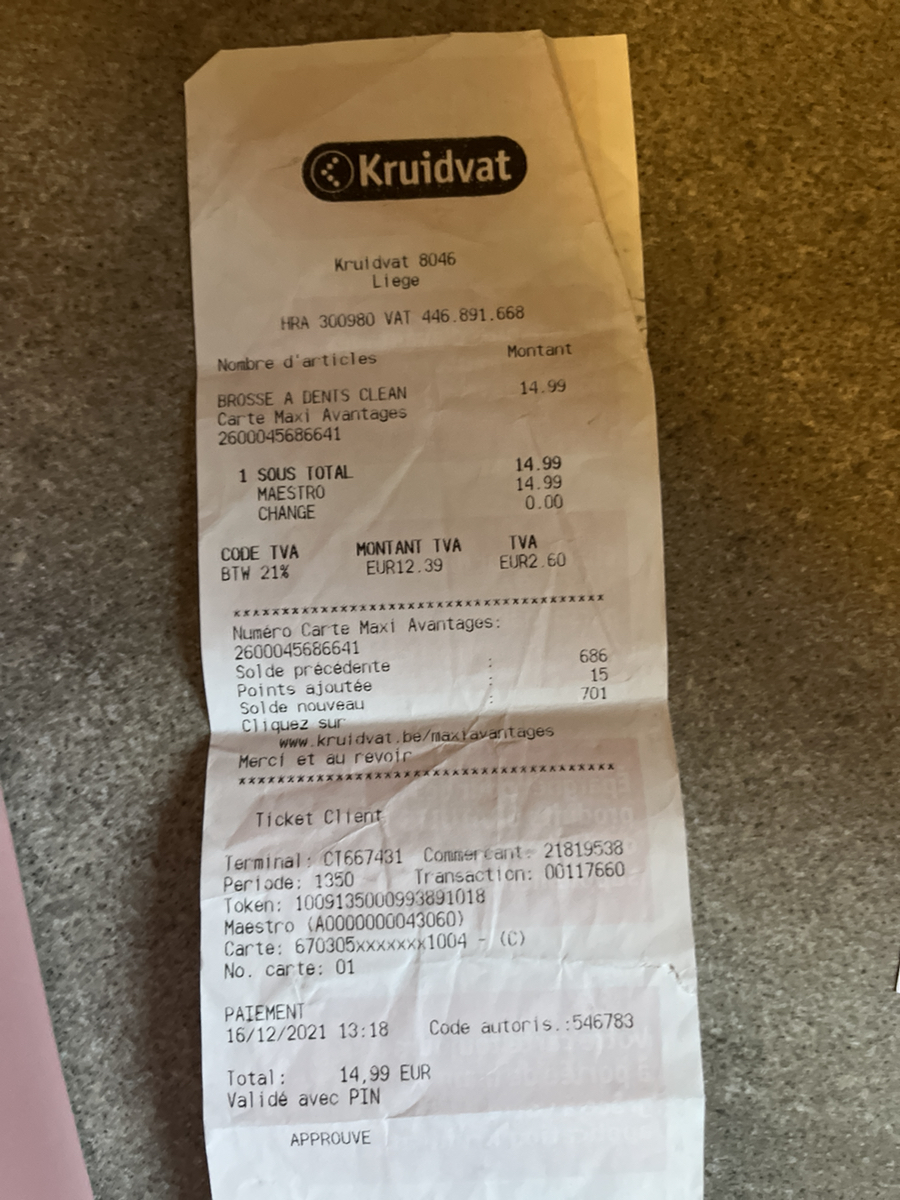 Kruidvat
Kruidvat 8046
Liege
HRA 300980 VAT 446.891.668
Nombre d'articles Montant
BROSSE A DENTS CLEAN 14.99
Carte Maxi Avantages
2600045686641
1 SOUS TOTAL 14.99
MAESTRO 14.99
CHANGE 0.00
CODE TVA MONTANT TVA TVA
BTW 21% EUR12.39 EUR2.60
xxxxxxxxxxxxxxxxxxxxxxxxxxxxxxxxxxxxxx
Numéro Carte Maxi Avantages:
2600045686641
Solde précédente : 686
Points ajoutée : 15
Solde nouveau : 701
Cliquez sur
www.kruidvat.be/maxiavantages
Merci et au revoir
xxxxxxxxxxxxxxxxxxxxxxxxxxxxxxxxxxxxxx
Ticket Client
Terminal: CT667431 Commerçant: 21819538
Periode: 1350 Transaction: 00117660
Token: 1009135000993891018
Maestro (A0000000043060)
Carte: 670305xxxxxxx1004 - (C)
No. carte: 01
PAIEMENT
16/12/2021 13:18 Code autoris.:546783
Total: 14,99 EUR
Validé avec PIN
APPROUVE